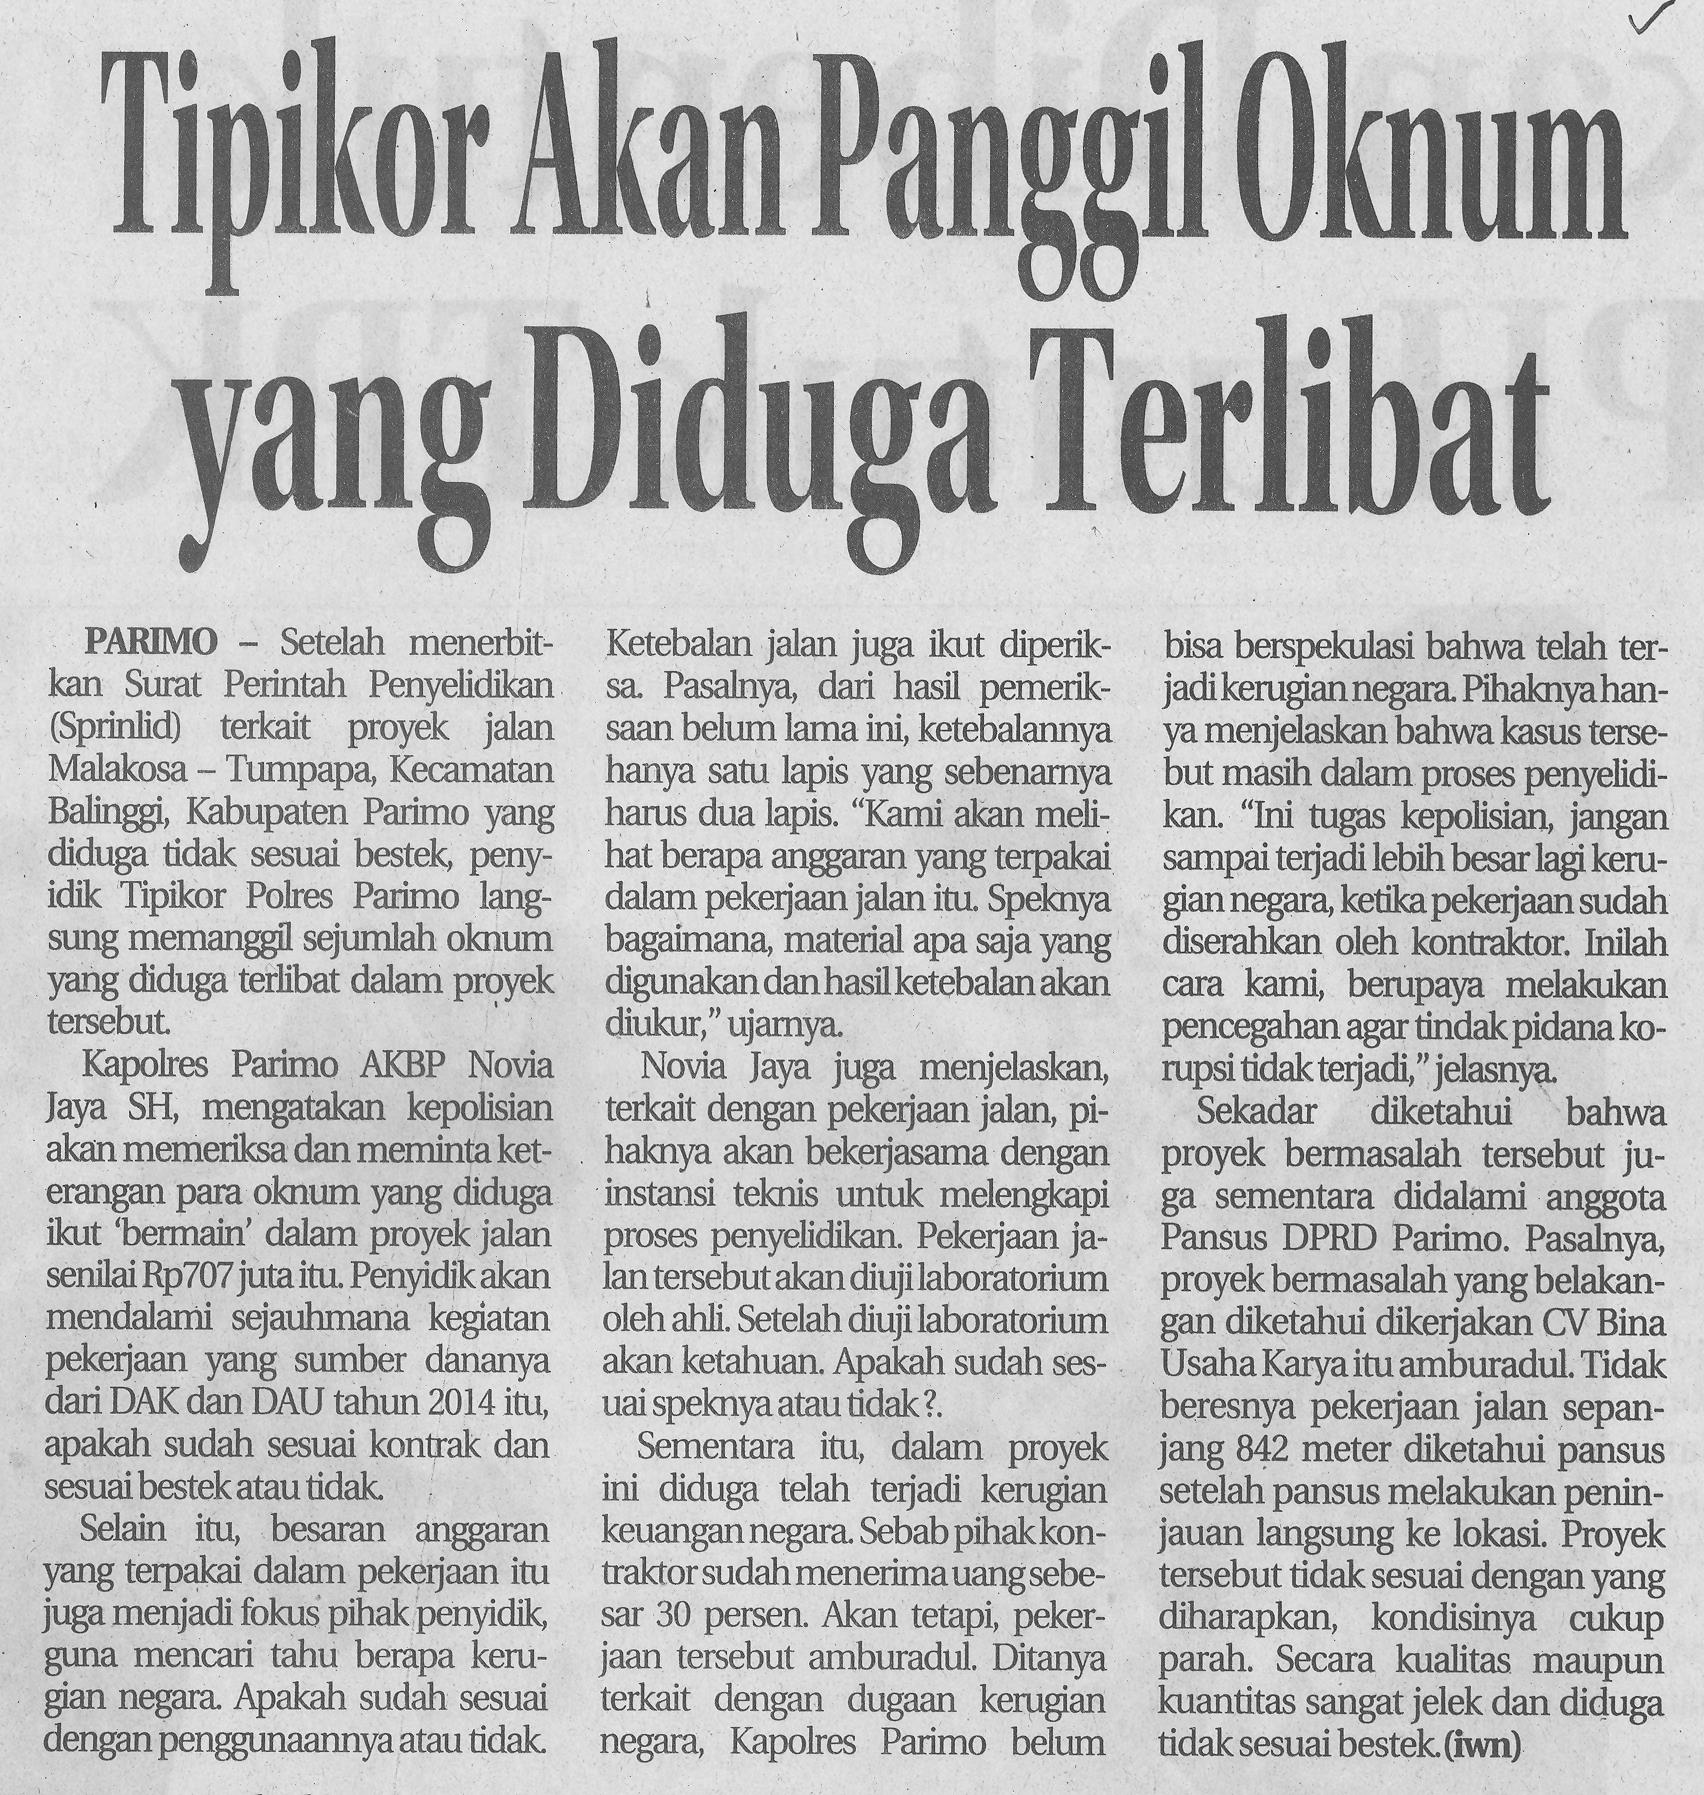 Tipikor Akan Panggil Oknum
yang Diduga Terlibat
PARIMO – Setelah menerbit-
kan Surat Perintah Penyelidikan
(Sprinlid) terkait proyek jalan
Malakosa – Tumpapa, Kecamatan
Balinggi, Kabupaten Parimo yang
diduga tidak sesuai bestek, peny-
idik Tipikor Polres Parimo lang-
sung memanggil sejumlah oknum
yang diduga terlibat dalam proyek
tersebut.
Kapolres Parimo AKBP Novia
Jaya SH, mengatakan kepolisian
akan memeriksa dan meminta ket-
erangan para oknum yang diduga
ikut ‘bermain’ dalam proyek jalan
senilai Rp707 juta itu. Penyidik akan
mendalami sejauhmana kegiatan
pekerjaan yang sumber dananya
dari DAK dan DAU tahun 2014 itu,
apakah sudah sesuai kontrak dan
sesuai bestek atau tidak.
Selain itu, besaran anggaran
yang terpakai dalam pekerjaan itu
juga menjadi fokus pihak penyidik,
guna mencari tahu berapa keru-
gian negara. Apakah sudah sesuai
dengan penggunaannya atau tidak.
Ketebalan jalan juga ikut diperik-
sa. Pasalnya, dari hasil pemerik-
saan belum lama ini, ketebalannya
hanya satu lapis yang sebenarnya
harus dua lapis. “Kami akan meli-
hat berapa anggaran yang terpakai
dalam pekerjaan jalan itu. Speknya
bagaimana, material apa saja yang
digunakan dan hasil ketebalan akan
diukur,” ujarnya.
Novia Jaya juga menjelaskan,
terkait dengan pekerjaan jalan, pi-
haknya akan bekerjasama dengan
instansi teknis untuk melengkapi
proses penyelidikan. Pekerjaan ja-
lan tersebut akan diuji laboratorium
oleh ahli. Setelah diuji laboratorium
akan ketahuan. Apakah sudah ses-
uai speknya atau tidak?.
Sementara itu, dalam proyek
ini diduga telah terjadi kerugian
keuangan negara. Sebab pihak kon-
traktor sudah menerima uang sebe-
sar 30 persen. Akan tetapi, peker-
jaan tersebut amburadul. Ditanya
terkait dengan dugaan kerugian
negara, Kapolres Parimo belum
bisa berspekulasi bahwa telah ter-
jadi kerugian negara. Pihaknya han-
ya menjelaskan bahwa kasus terse-
but masih dalam proses penyelidi-
kan. “Ini tugas kepolisian, jangan
sampai terjadi lebih besar lagi keru-
gian negara, ketika pekerjaan sudah
diserahkan oleh kontraktor. Inilah
cara kami, berupaya melakukan
pencegahan agar tindak pidana ko-
rupsi tidak terjadi,” jelasnya.
Sekadar diketahui bahwa
proyek bermasalah tersebut ju-
ga sementara didalami anggota
Pansus DPRD Parimo. Pasalnya,
proyek bermasalah yang belakan-
gan diketahui dikerjakan CV Bina
Usaha Karya itu amburadul. Tidak
beresnya pekerjaan jalan sepan-
jang 842 meter diketahui pansus
setelah pansus melakukan penin-
jauan langsung ke lokasi. Proyek
tersebut tidak sesuai dengan yang
diharapkan, kondisinya cukup
parah. Secara kualitas maupun
kuantitas sangat jelek dan diduga
tidak sesuai bestek.(iwn)